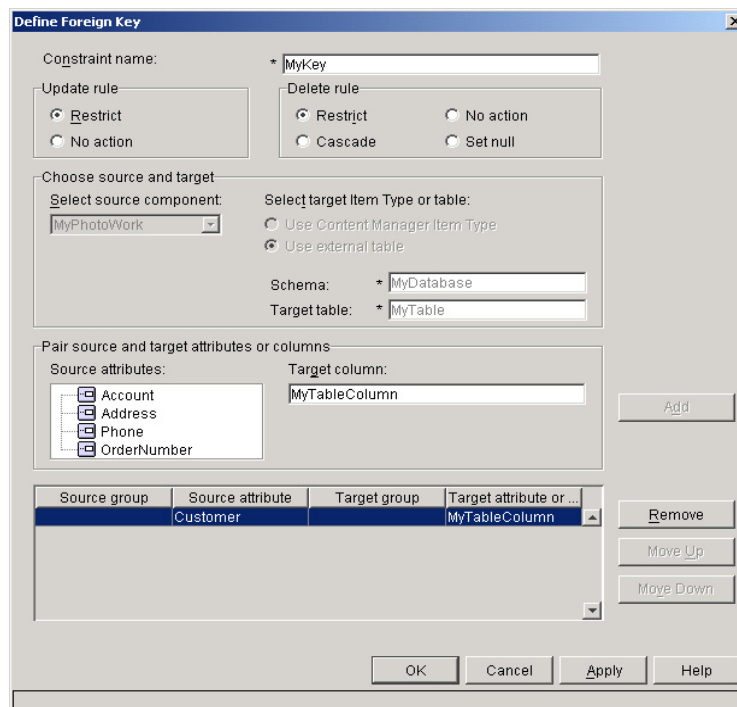 Define Foreign Key
Constraint name: * MyKey
Update rule
Restrict
No action
Delete rule
Restrict No action
Cascade Set null
Choose source and target
Select source component:
MyPhotoWork
Select target Item Type or table:
Use Content Manager Item Type
Use external table
Schema: * MyDatabase
Target table: * MyTable
Pair source and target attributes or columns
Source attributes:
Account
Address
Phone
OrderNumber
Target column:
MyTableColumn
Add
Source group Source attribute Target group Target attribute or ...
Customer MyTableColumn
Remove
Move Up
Move Down
OK Cancel Apply Help